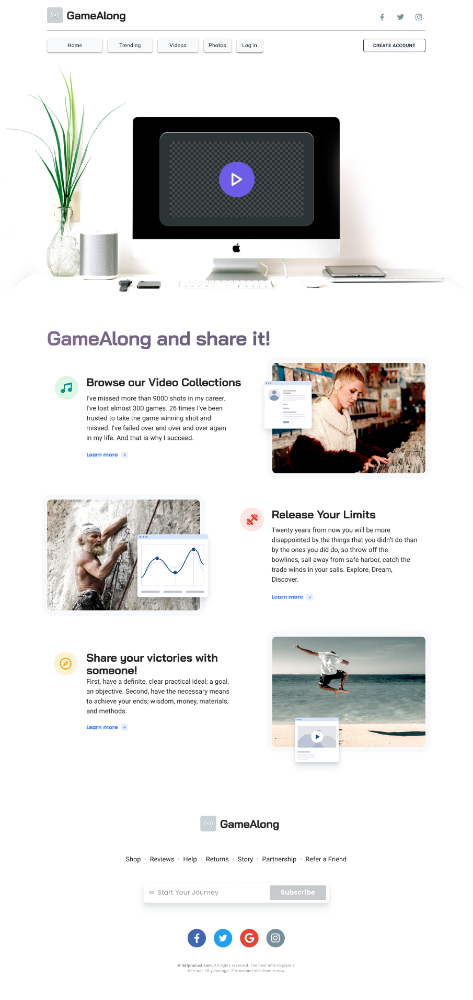 GameAlong
Home
Trending
Videos
Photos
Log in
CREATE ACCOUNT
GameAlong and share it!
Browse our Video Collections
I've missed more than 9000 shots in my career.
I've lost almost 300 games. 26 times I've been
trusted to take the game winning shot and
missed. I've failed over and over and over again
in my life. And that is why I succeed.
Learn more
Release Your Limits
Twenty years from now you will be more
disappointed by the things that you didn't do than
by the ones you did do, so throw off the
bowlines, sail away from safe harbor, catch the
trade winds in your sails. Explore, Dream,
Discover.
Learn more
Share your victories with
someone!
First, have a definite, clear practical ideal; a goal,
an objective. Second, have the necessary means
to achieve your ends; wisdom, money, materials,
and methods.
Learn more
GameAlong
Shop • Reviews • Help • Returns • Story • Partnership • Refer a Friend
Start Your Journey
Subscribe
© Setproduct.com. All rights reserved. The best time to plant a
tree was 20 years ago. The second best time is now